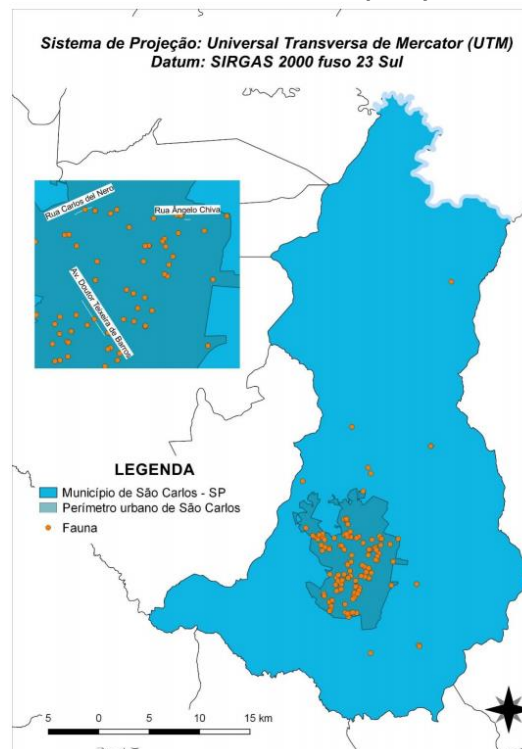 Sistema de Projeção: Universal Transversa de Mercator (UTM)
Datum: SIRGAS 2000 fuso 23 Sul
Rua Carlos del Nero
Rua Ângelo Chiva
Av. Doutor Teixeira de Barros
LEGENDA
Município de São Carlos - SP
Perímetro urbano de São Carlos
Fauna
5 0 5 10 15 km